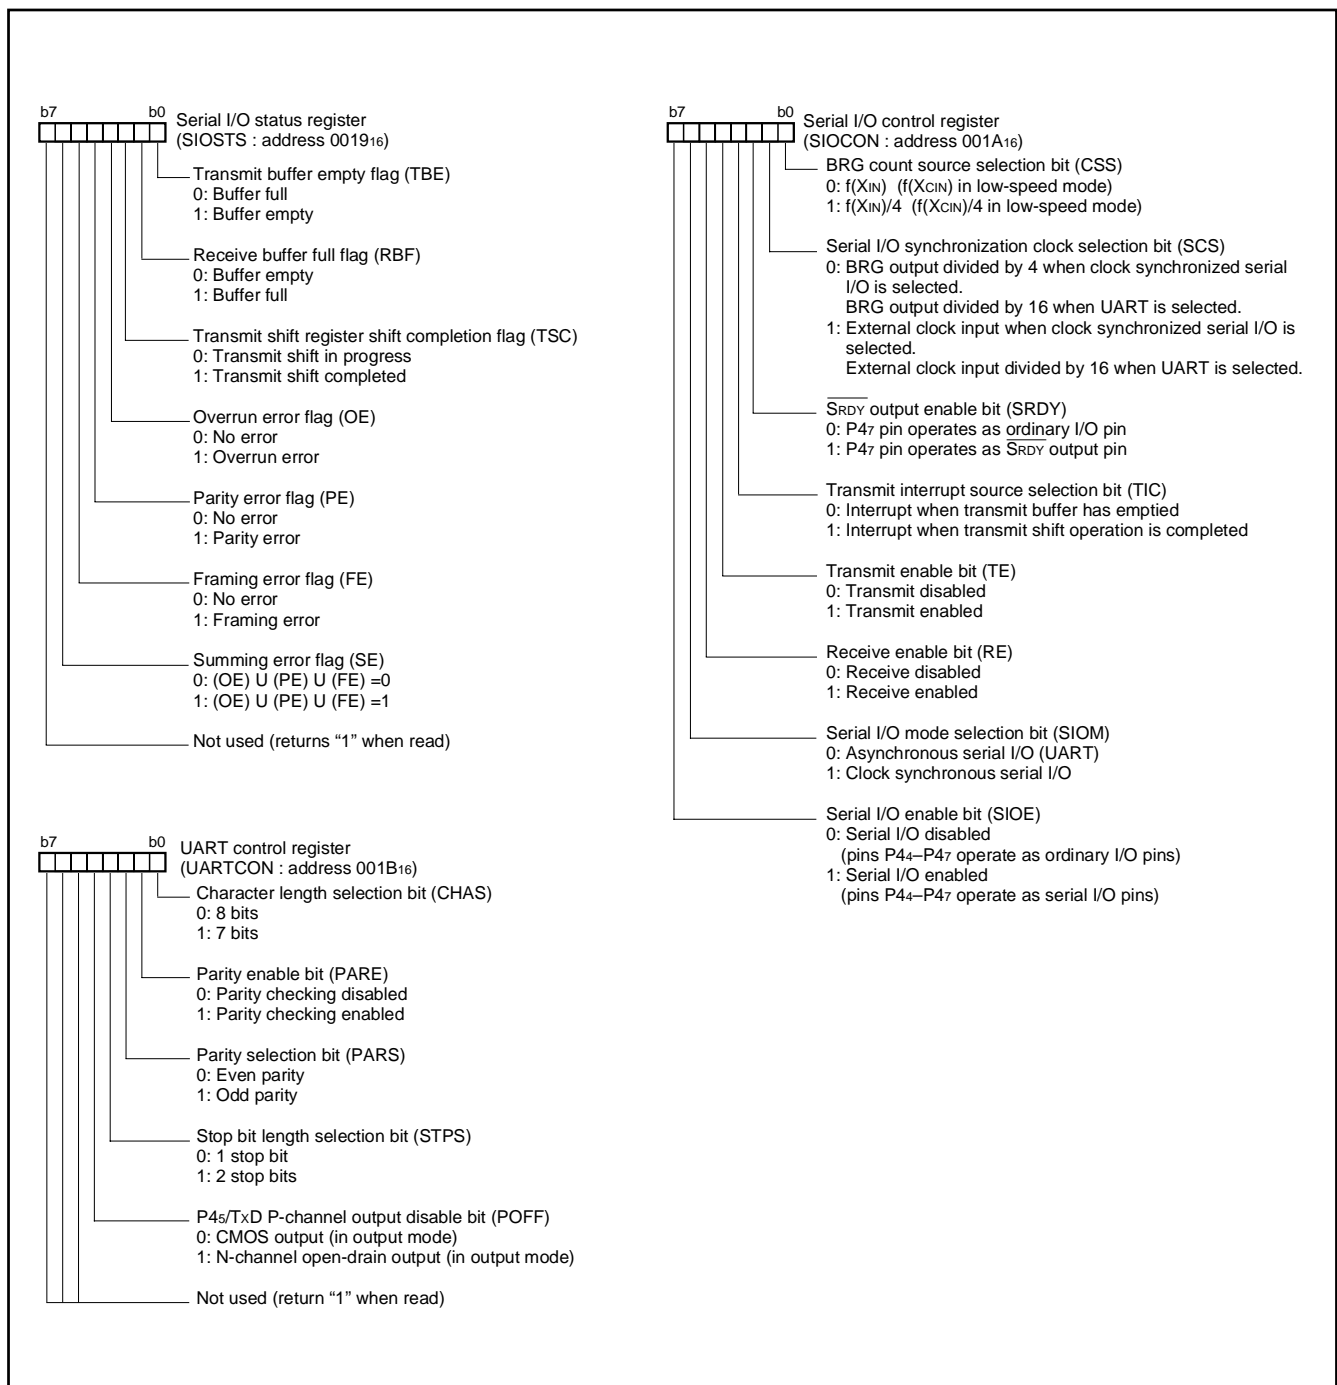 b7 b0
Serial I/O status register
(SIOSTS : address 001916)
Transmit buffer empty flag (TBE)
0: Buffer full
1: Buffer empty
Receive buffer full flag (RBF)
0: Buffer empty
1: Buffer full
Transmit shift register shift completion flag (TSC)
0: Transmit shift in progress
1: Transmit shift completed
Overrun error flag (OE)
0: No error
1: Overrun error
Parity error flag (PE)
0: No error
1: Parity error
Framing error flag (FE)
0: No error
1: Framing error
Summing error flag (SE)
0: (OE) U (PE) U (FE) =0
1: (OE) U (PE) U (FE) =1
Not used (returns “1” when read)
b7 b0
UART control register
(UARTCON : address 001B16)
Character length selection bit (CHAS)
0: 8 bits
1: 7 bits
Parity enable bit (PARE)
0: Parity checking disabled
1: Parity checking enabled
Parity selection bit (PARS)
0: Even parity
1: Odd parity
Stop bit length selection bit (STPS)
0: 1 stop bit
1: 2 stop bits
P45/TxD P-channel output disable bit (POFF)
0: CMOS output (in output mode)
1: N-channel open-drain output (in output mode)
Not used (return “1” when read)
b7 b0
Serial I/O control register
(SIOCON : address 001A16)
BRG count source selection bit (CSS)
0: f(XIN) (f(XCIN) in low-speed mode)
1: f(XIN)/4 (f(XCIN)/4 in low-speed mode)
Serial I/O synchronization clock selection bit (SCS)
0: BRG output divided by 4 when clock synchronized serial
I/O is selected.
BRG output divided by 16 when UART is selected.
1: External clock input when clock synchronized serial I/O is
selected.
External clock input divided by 16 when UART is selected.
SRDY output enable bit (SRDY)
0: P47 pin operates as ordinary I/O pin
1: P47 pin operates as SRDY output pin
Transmit interrupt source selection bit (TIC)
0: Interrupt when transmit buffer has emptied
1: Interrupt when transmit shift operation is completed
Transmit enable bit (TE)
0: Transmit disabled
1: Transmit enabled
Receive enable bit (RE)
0: Receive disabled
1: Receive enabled
Serial I/O mode selection bit (SIOM)
0: Asynchronous serial I/O (UART)
1: Clock synchronous serial I/O
Serial I/O enable bit (SIOE)
0: Serial I/O disabled
(pins P44–P47 operate as ordinary I/O pins)
1: Serial I/O enabled
(pins P44–P47 operate as serial I/O pins)